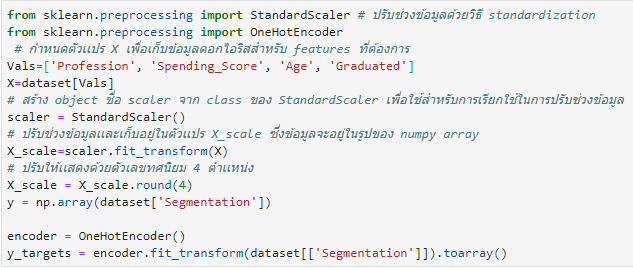 from sklearn.preprocessing import StandardScaler # ปรับช่วงข้อมูลด้วยวิธี standardization
from sklearn.preprocessing import OneHotEncoder
# กำหนดตัวแปร X เพื่อเก็บข้อมูลดอกไอริสสำหรับ features ที่ต้องการ
Vals=['Profession', 'Spending_Score', 'Age', 'Graduated']
X=dataset[Vals]
# สร้าง object ชื่อ scaler จาก class ของ StandardScaler เพื่อใช้สำหรับการเรียกใช้ในการปรับช่วงข้อมูล
scaler = StandardScaler()
# ปรับช่วงข้อมูลและเก็บอยู่ในตัวแปร X_scale ซึ่งข้อมูลจะอยู่ในรูปของ numpy array
X_scale=scaler.fit_transform(X)
# ปรับให้แสดงด้วยตัวเลขทศนิยม 4 ตำแหน่ง
X_scale = X_scale.round(4)
y = np.array(dataset['Segmentation'])
encoder = OneHotEncoder()
y_targets = encoder.fit_transform(dataset[['Segmentation']]).toarray()